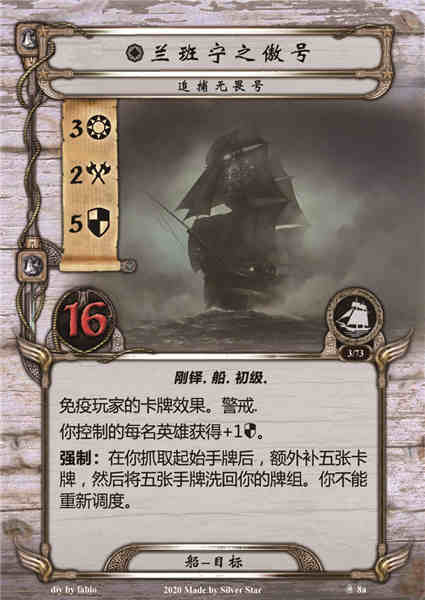 兰班宁之傲号
追捕无畏号
3
2
5
16
3/73
刚铎. 船. 初级.
免疫玩家的卡牌效果。警戒.
你控制的每名英雄获得+1。
强制：在你抓取起始手牌后，额外补五张卡
牌，然后将五张手牌洗回你的牌组。你不能
重新调度。
船-目标
diy by fabio
2020 Made by Silver Star
8a